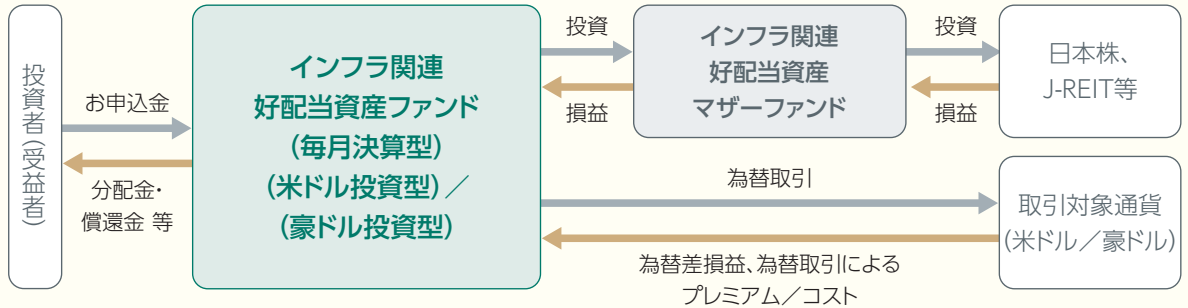 投資者(受益者)
お申込金
分配金・
償還金 等
インフラ関連
好配当資産ファンド
(毎月決算型)
(米ドル投資型)／
(豪ドル投資型)
投資
損益
インフラ関連
好配当資産
マザーファンド
投資
損益
日本株、
J-REIT等
為替取引
為替差損益、為替取引による
プレミアム／コスト
取引対象通貨
(米ドル／豪ドル)